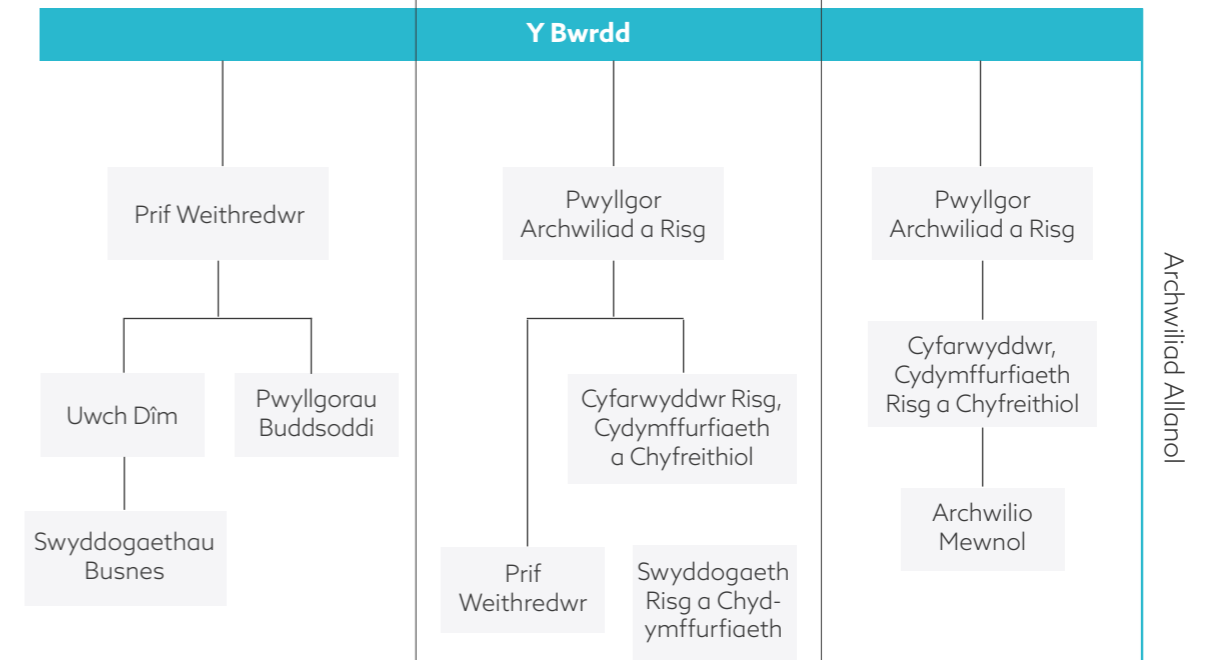 Y Bwrdd
Prif Weithredwr
Uwch Dîm
Pwyllgorau
Buddsoddi
Swyddogaethau
Busnes
Pwyllgor
Archwiliad a Risg
Cyfarwyddwr Risg,
Cydymffurfiaeth
a Chyfreithiol
Prif
Weithredwr
Swyddogaeth
Risg a Chyd-
ymffurfiaeth
Pwyllgor
Archwiliad a Risg
Cyfarwyddwr,
Cydymffurfiaeth
Risg a Chyfreithiol
Archwilio
Mewnol
Archwiliad Allanol